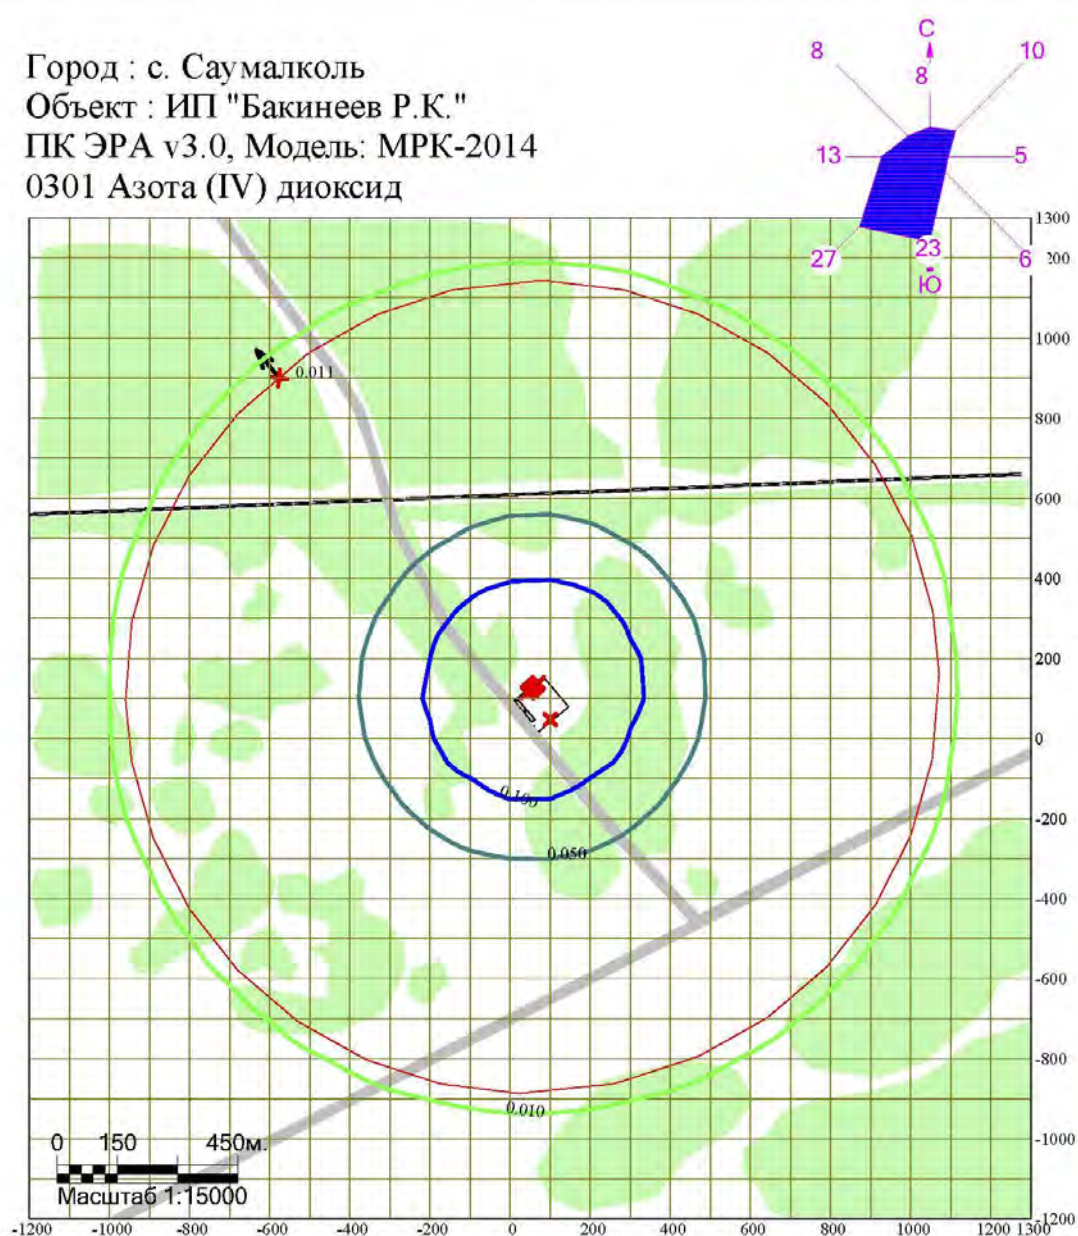 Город : с. Саумалколь
Объект : ИП "Бакинеев Р.К."
ПК ЭРА v3.0, Модель: МРК-2014
0301 Азота (IV) диоксид
С
8
8
10
13
5
27
23
6
Ю
1300
200
1000
800
600
400
200
0
-200
-400
-600
-800
-1000
-1200
0.011
0.100
0.050
0.010
0 150 450м.
Масштаб 1:15000
-1200 -1000 -800 -600 -400 -200 0 200 400 600 800 1000 1200 1300